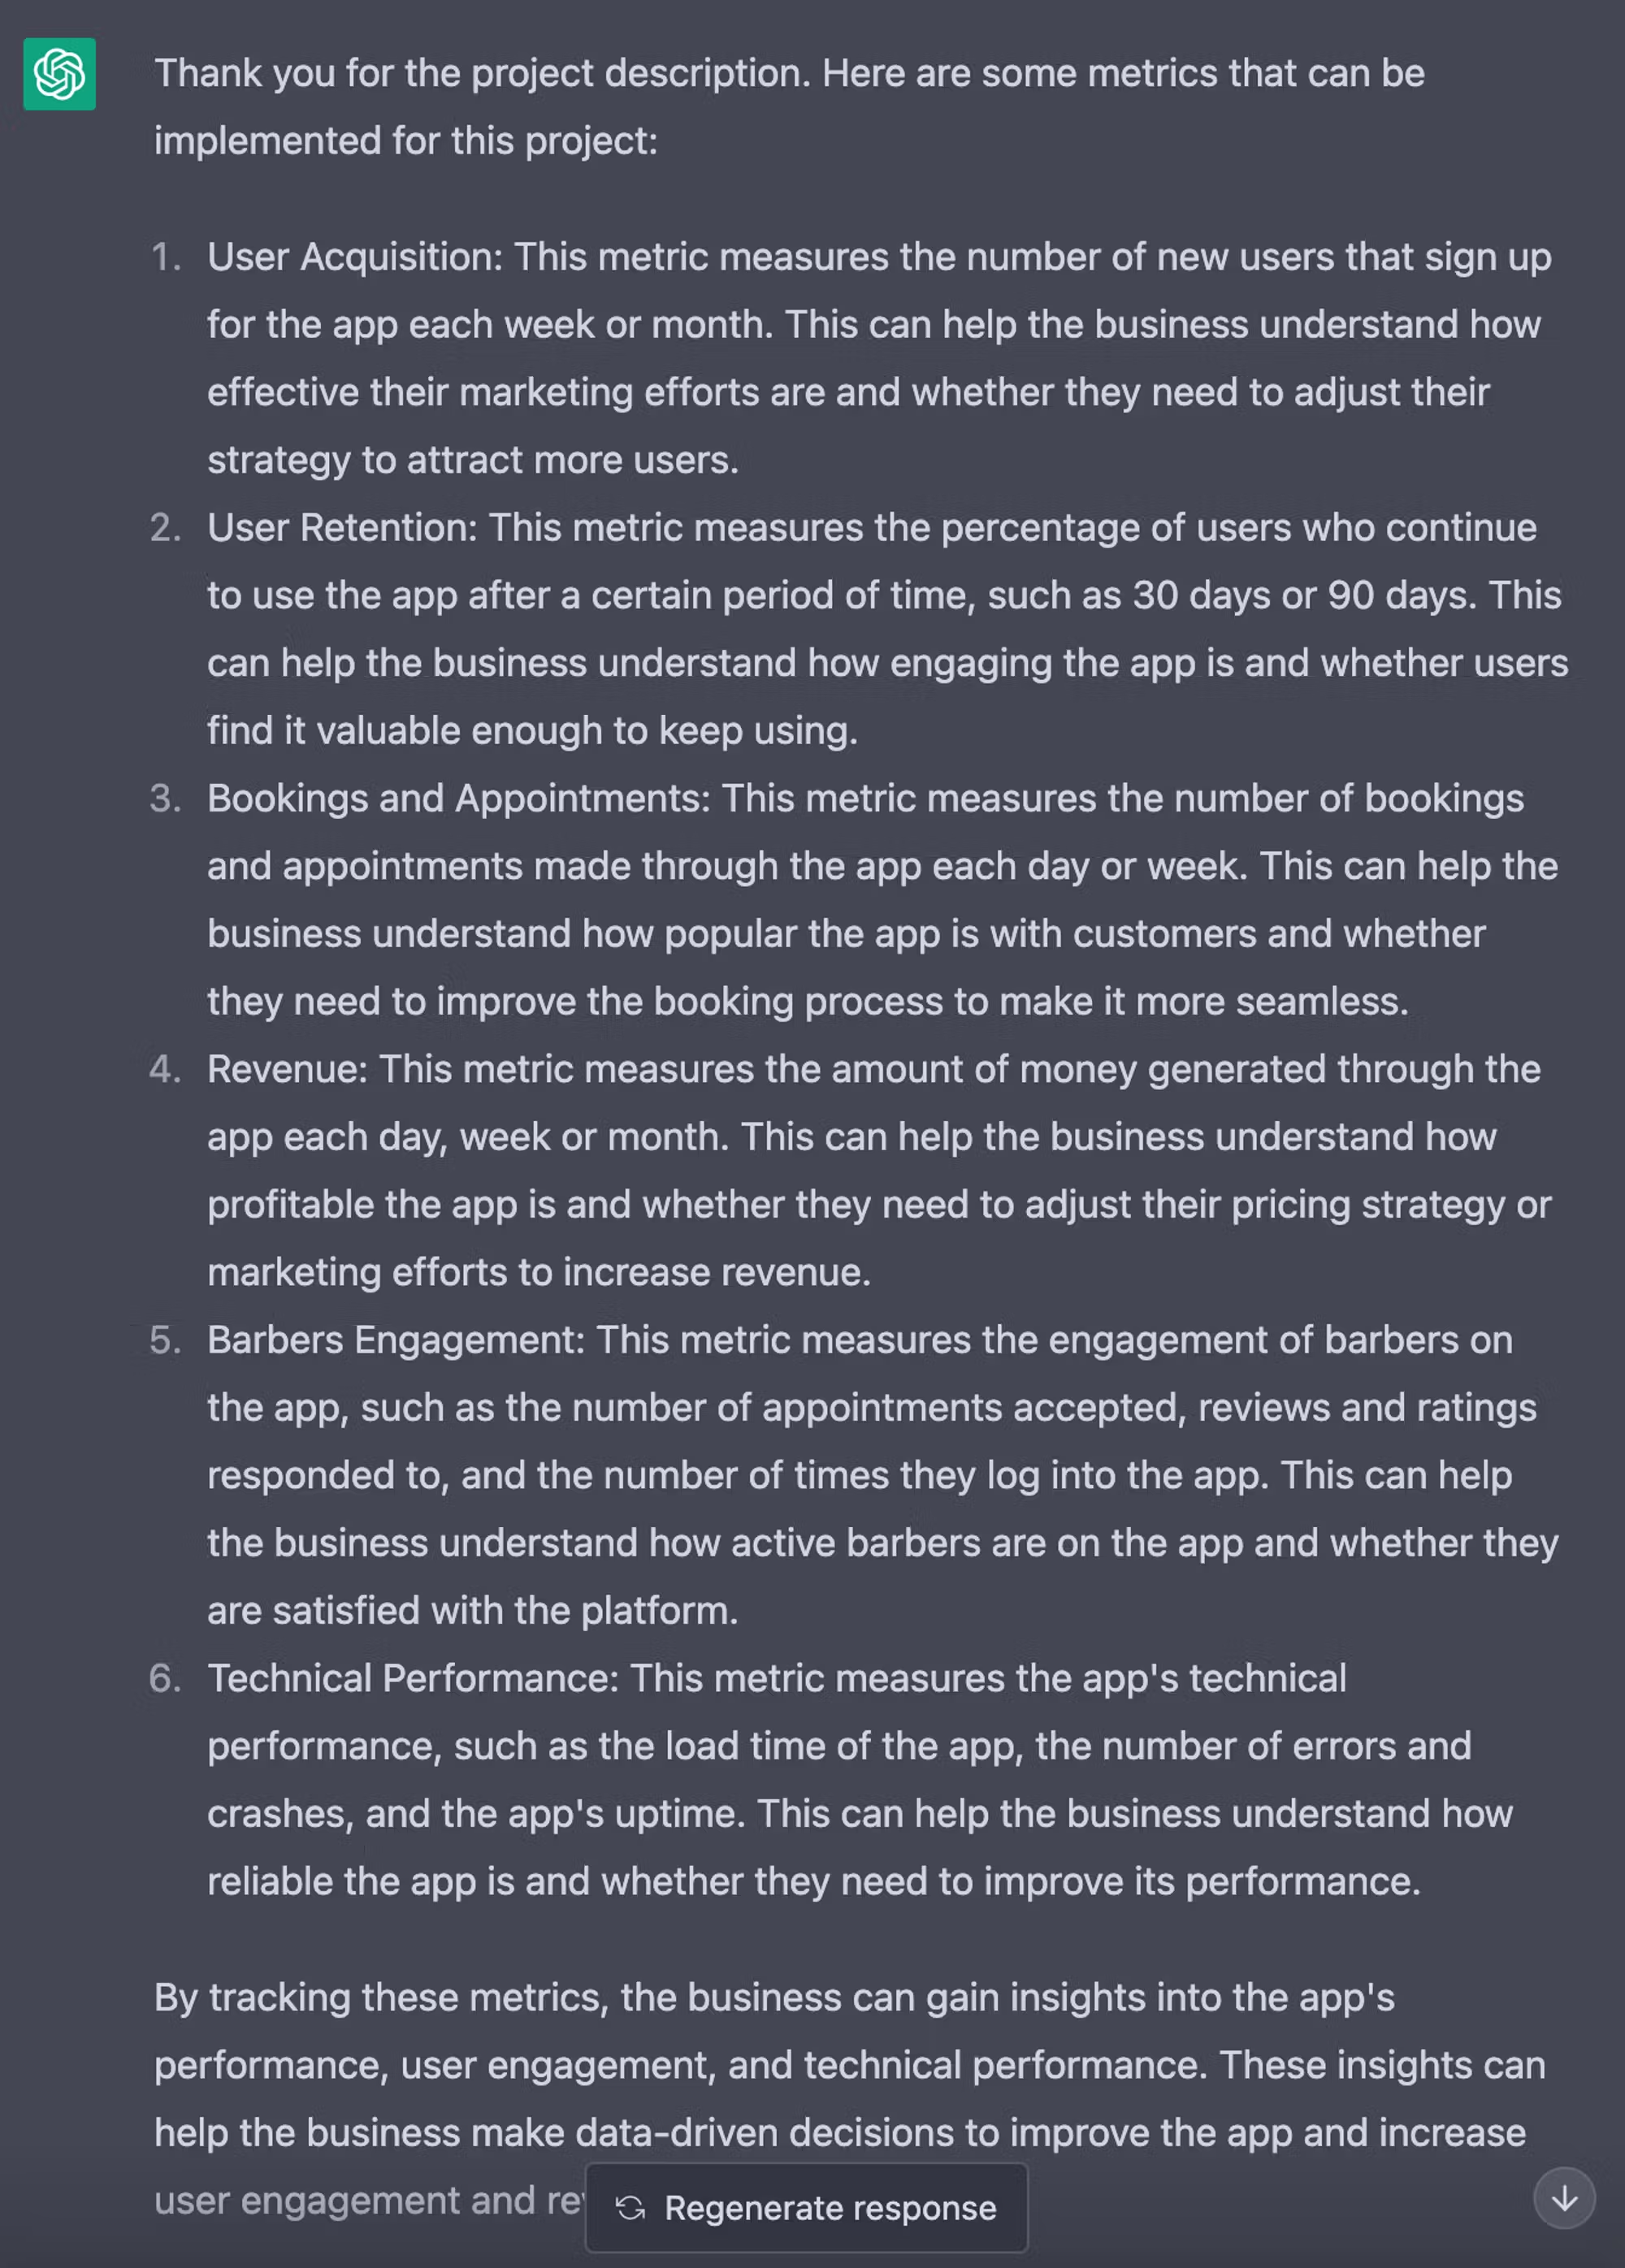 Thank you for the project description. Here are some metrics that can be
implemented for this project:
1. User Acquisition: This metric measures the number of new users that sign up
for the app each week or month. This can help the business understand how
effective their marketing efforts are and whether they need to adjust their
strategy to attract more users.
2. User Retention: This metric measures the percentage of users who continue
to use the app after a certain period of time, such as 30 days or 90 days. This
can help the business understand how engaging the app is and whether users
find it valuable enough to keep using.
3. Bookings and Appointments: This metric measures the number of bookings
and appointments made through the app each day or week. This can help the
business understand how popular the app is with customers and whether
they need to improve the booking process to make it more seamless.
4. Revenue: This metric measures the amount of money generated through the
app each day, week or month. This can help the business understand how
profitable the app is and whether they need to adjust their pricing strategy or
marketing efforts to increase revenue.
5. Barbers Engagement: This metric measures the engagement of barbers on
the app, such as the number of appointments accepted, reviews and ratings
responded to, and the number of times they log into the app. This can help
the business understand how active barbers are on the app and whether they
are satisfied with the platform.
6. Technical Performance: This metric measures the app's technical
performance, such as the load time of the app, the number of errors and
crashes, and the app's uptime. This can help the business understand how
reliable the app is and whether they need to improve its performance.
By tracking these metrics, the business can gain insights into the app's
performance, user engagement, and technical performance. These insights can
help the business make data-driven decisions to improve the app and increase
user engagement and
Regenerate response